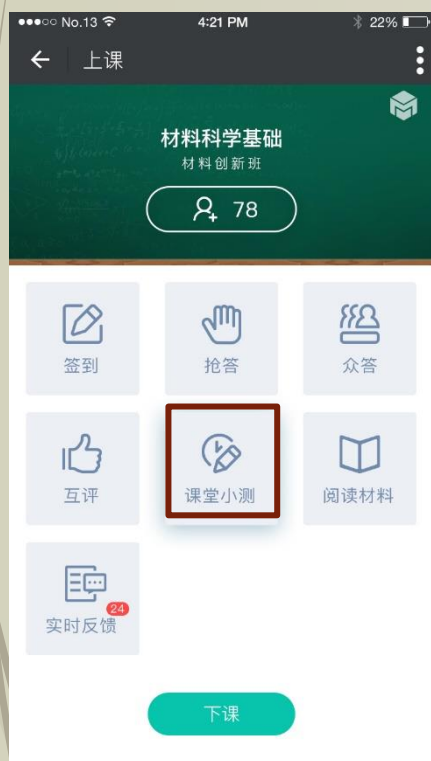 No.13 4:21 PM 22%
上课
材料科学基础
材料创新班
78
签到 抢答 众答
互评 课堂小测 阅读材料
24
实时反馈
下课